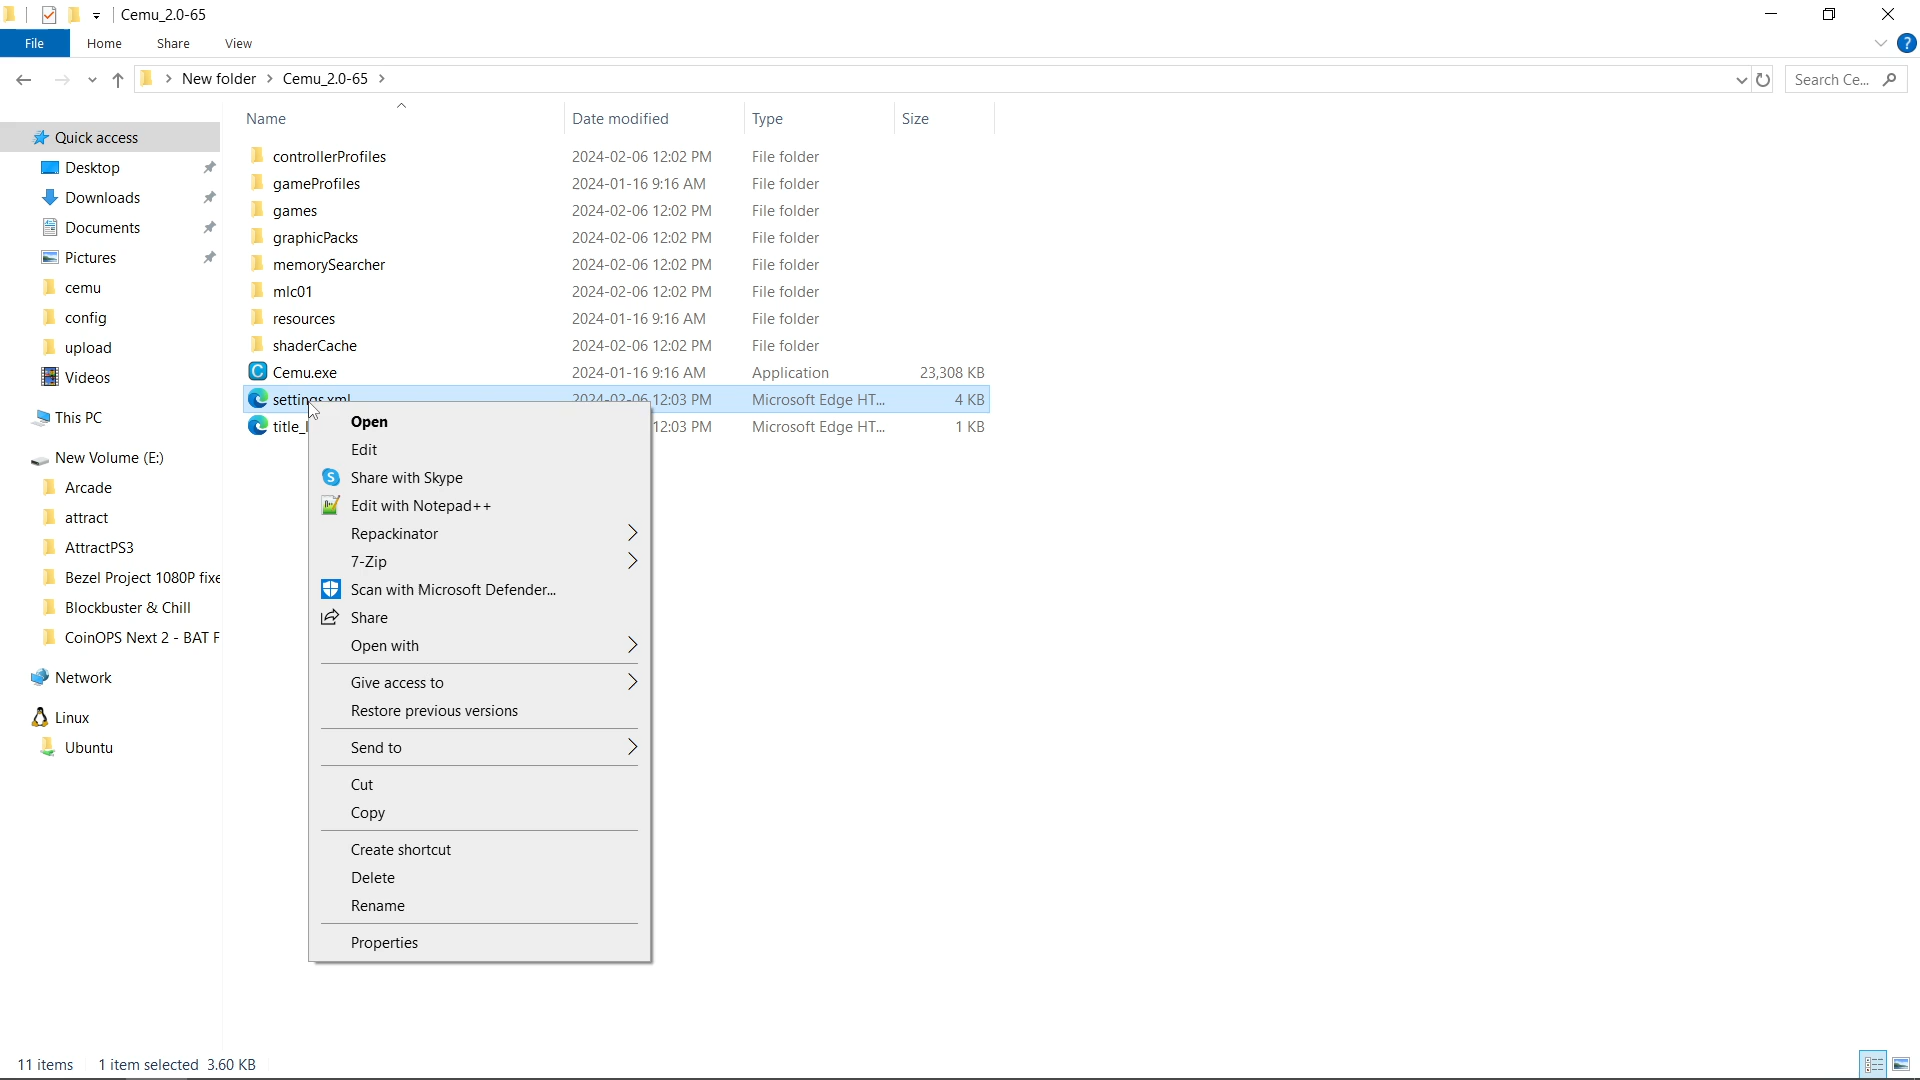 Cemu_2.0-65
File Home Share View
New folder > Cemu_2.0-65 >
Search Ce...
Name Date modified Type Size
Quick access
Desktop
Downloads
Documents
Pictures
cemu
config
upload
Videos
This PC
New Volume (E:)
Arcade
attract
AttractPS3
Bezel Project 1080P fixe
Blockbuster & Chill
CoinOPS Next 2 - BAT F
Network
Linux
Ubuntu
controllerProfiles 2024-02-06 12:02 PM File folder
gameProfiles 2024-01-16 9:16 AM File folder
games 2024-02-06 12:02 PM File folder
graphicPacks 2024-02-06 12:02 PM File folder
memorySearcher 2024-02-06 12:02 PM File folder
mlc01 2024-02-06 12:02 PM File folder
resources 2024-01-16 9:16 AM File folder
shaderCache 2024-02-06 12:02 PM File folder
Cemu.exe 2024-01-16 9:16 AM Application 23,308 KB
settings.xml 2024-02-06 12:03 PM Microsoft Edge HT... 4 KB
title_l 12:03 PM Microsoft Edge HT... 1 KB
Open
Edit
Share with Skype
Edit with Notepad++
Repackinator
7-Zip
Scan with Microsoft Defender...
Share
Open with
Give access to
Restore previous versions
Send to
Cut
Copy
Create shortcut
Delete
Rename
Properties
11 items 1 item selected 3.60 KB